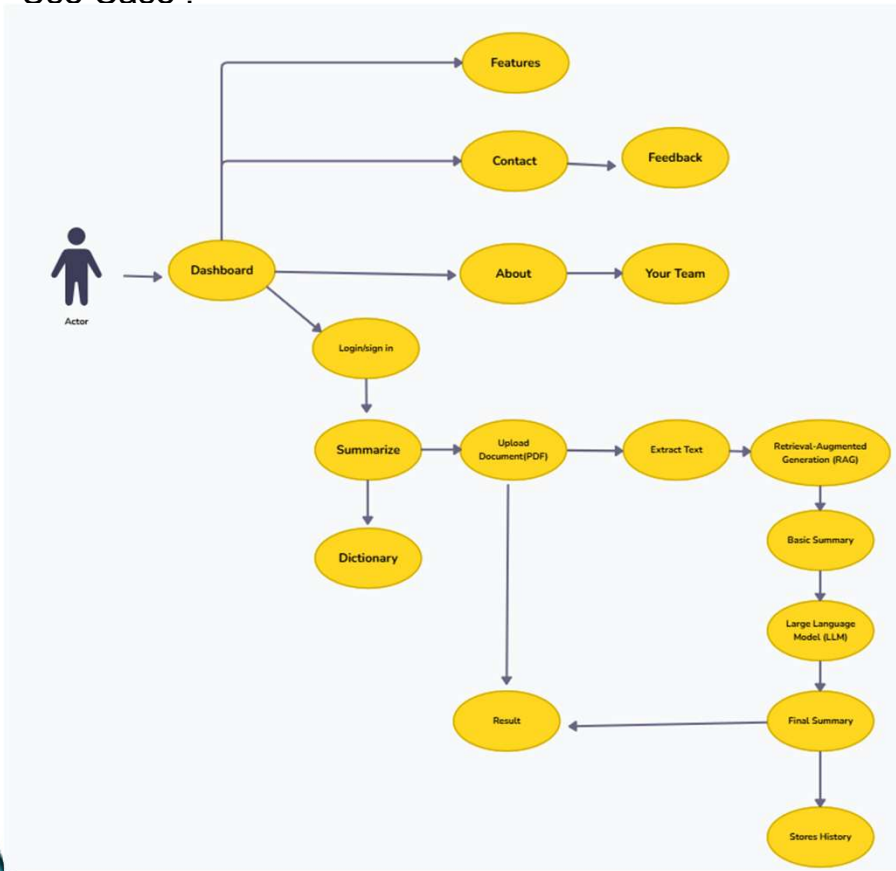 Features
Contact
Feedback
Dashboard
About
Your Team
Actor
Login/sign in
Summarize
Upload
Document(PDF)
Extract Text
Retrieval-Augmented
Generation (RAG)
Basic Summary
Dictionary
Large Language
Model (LLM)
Result
Final Summary
Stores History